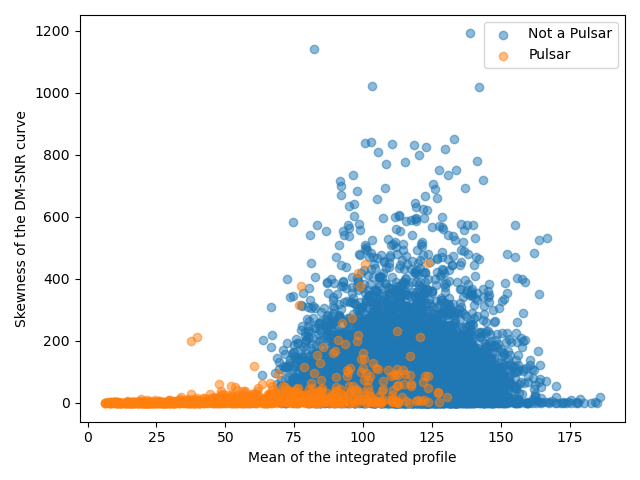 Not a Pulsar
Pulsar
1200
1000
800
600
400
200
0
Skewness of the DM-SNR curve
0 25 50 75 100 125 150 175
Mean of the integrated profile